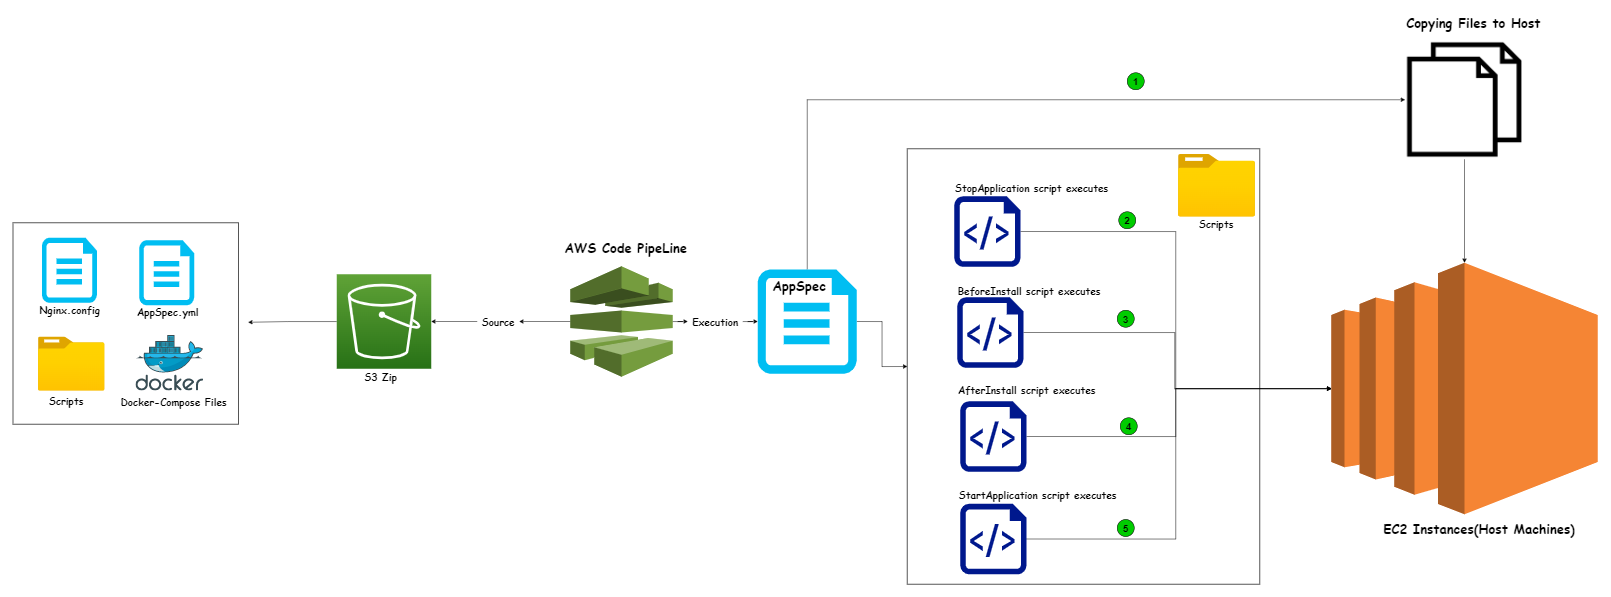 Copying Files to Host
1
StopApplication script executes
2
Scripts
Nginx.config
AppSpec.yml
Scripts
docker
Docker-Compose Files
S3 Zip
Source
AWS Code PipeLine
Execution
AppSpec
BeforeInstall script executes
3
AfterInstall script executes
4
StartApplication script executes
5
EC2 Instances(Host Machines)